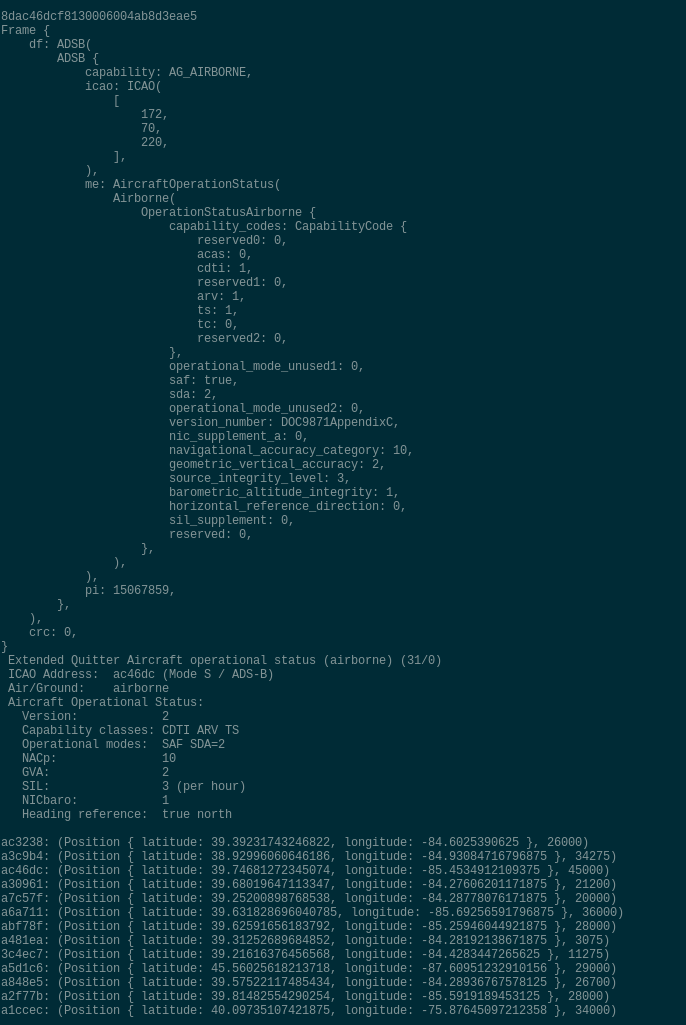 8dac46dcf8130006004ab8d3eae5
Frame {
    df: ADSB(
        ADSB {
            capability: AG_AIRBORNE,
            icao: ICAO(
                [
                    172,
                    70,
                    220,
                ],
            ),
            me: AircraftOperationStatus(
                Airborne(
                    OperationStatusAirborne {
                        capability_codes: CapabilityCode {
                            reserved0: 0,
                            acas: 0,
                            cdti: 1,
                            reserved1: 0,
                            arv: 1,
                            ts: 1,
                            tc: 0,
                            reserved2: 0,
                        },
                        operational_mode_unused1: 0,
                        saf: true,
                        sda: 2,
                        operational_mode_unused2: 0,
                        version_number: DOC9871AppendixC,
                        nic_supplement_a: 0,
                        navigational_accuracy_category: 10,
                        geometric_vertical_accuracy: 2,
                        source_integrity_level: 3,
                        barometric_altitude_integrity: 1,
                        horizontal_reference_direction: 0,
                        sil_supplement: 0,
                        reserved: 0,
                    },
                ),
            ),
            pi: 15067859,
        },
    ),
    crc: 0,
}
 Extended Quitter Aircraft operational status (airborne) (31/0)
 ICAO Address:  ac46dc (Mode S / ADS-B)
 Air/Ground:    airborne
 Aircraft Operational Status:
   Version:            2
   Capability classes: CDTI ARV TS
   Operational modes:  SAF SDA=2
   NACp:               10
   GVA:                2
   SIL:                3 (per hour)
   NICbaro:            1
   Heading reference:  true north

ac3238: (Position { latitude: 39.39231743246822, longitude: -84.6025390625 }, 26000)
a3c9b4: (Position { latitude: 38.92996060646186, longitude: -84.93084716796875 }, 34275)
ac46dc: (Position { latitude: 39.74681272345074, longitude: -85.4534912109375 }, 45000)
a30961: (Position { latitude: 39.68019647113347, longitude: -84.27606201171875 }, 21200)
a7c57f: (Position { latitude: 39.25200898768538, longitude: -84.28778076171875 }, 20000)
a6a711: (Position { latitude: 39.631828696040785, longitude: -85.69256591796875 }, 36000)
abf78f: (Position { latitude: 39.62591656183792, longitude: -85.25946044921875 }, 28000)
a481ea: (Position { latitude: 39.31252689684852, longitude: -84.28192138671875 }, 3075)
3c4ec7: (Position { latitude: 39.21616376456568, longitude: -84.4283447265625 }, 11275)
a5d1c6: (Position { latitude: 45.56025618213718, longitude: -87.60951232910156 }, 29000)
a848e5: (Position { latitude: 39.57522117485434, longitude: -84.28936767578125 }, 26700)
a2f77b: (Position { latitude: 39.81482554290254, longitude: -85.5919189453125 }, 28000)
a1ccec: (Position { latitude: 40.09735107421875, longitude: -75.87645097212358 }, 34000)